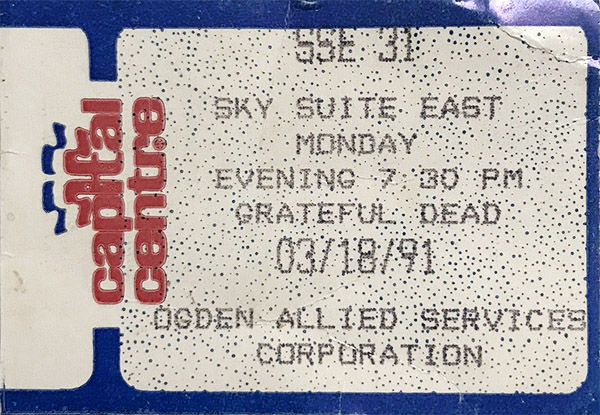 capital
centre
SSE 31
SKY SUITE EAST
MONDAY
EVENING 7:30 PM
GRATEFUL DEAD
03/18/91
OGDEN ALLIED SERVICES
CORPORATION